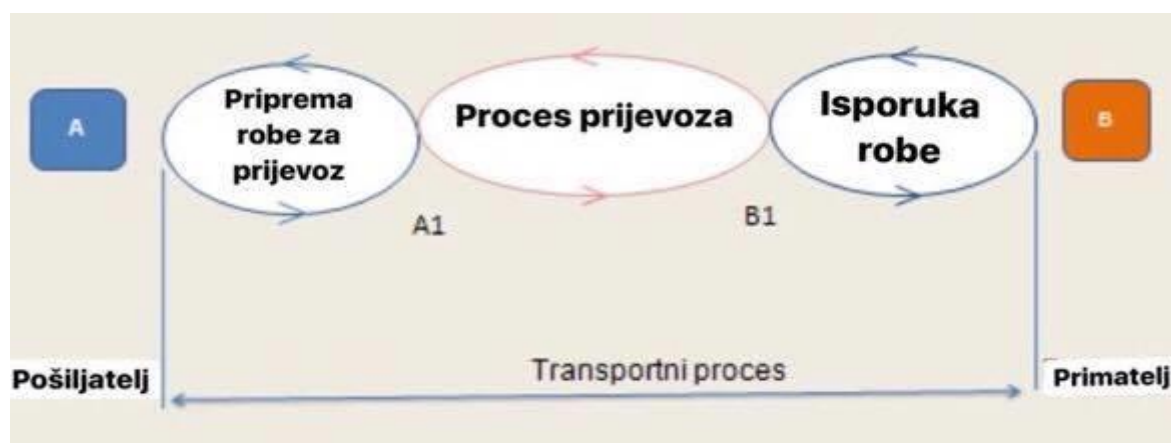 A
Priprema
robe za
prijevoz
Proces prijevoza
Isporuka
robe
B
A1
B1
Pošiljatelj
Transportni proces
Primatelj